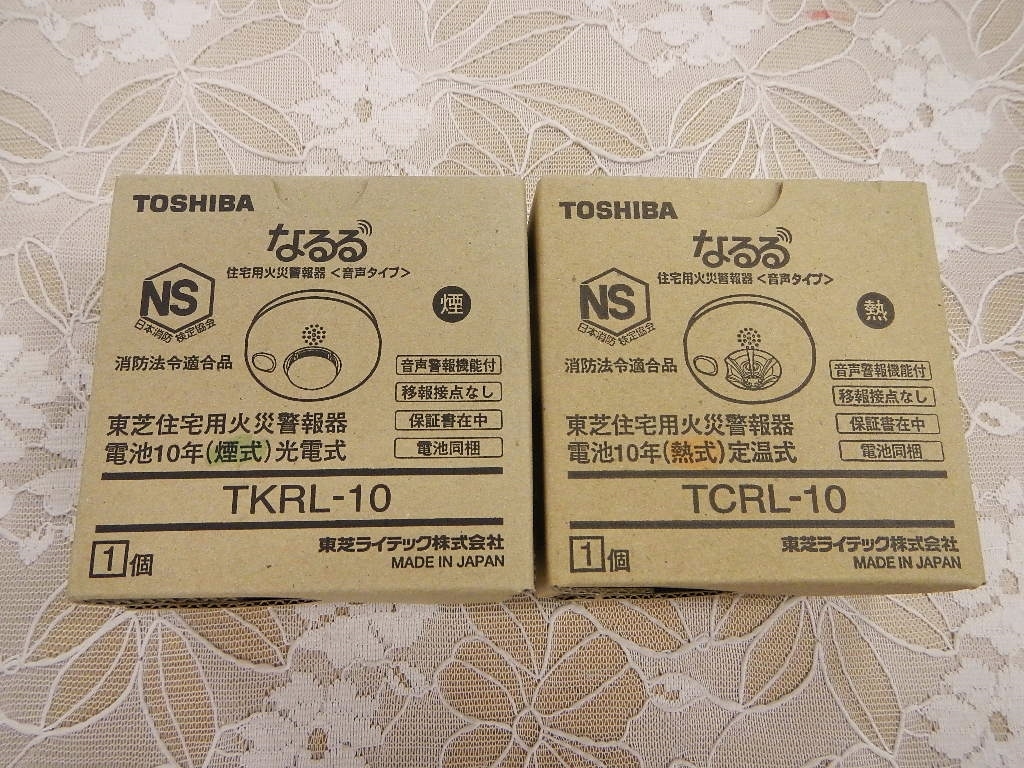 TOSHIBA
なるる
住宅用火災警報器<音声タイプ>
NS
日本消防検定協会
煙
消防法令適合品
音声警報機能付
移報接点なし
保証書在中
電池同梱
東芝住宅用火災警報器
電池10年(煙式)光電式
TKRL-10
1個
東芝ライテック株式会社
MADE IN JAPAN
TOSHIBA
なるる
住宅用火災警報器<音声タイプ>
NS
日本消防検定協会
熱
消防法令適合品
音声警報機能付
移報接点なし
保証書在中
電池同梱
東芝住宅用火災警報器
電池10年(熱式)定温式
TCRL-10
1個
東芝ライテック株式会社
MADE IN JAPAN